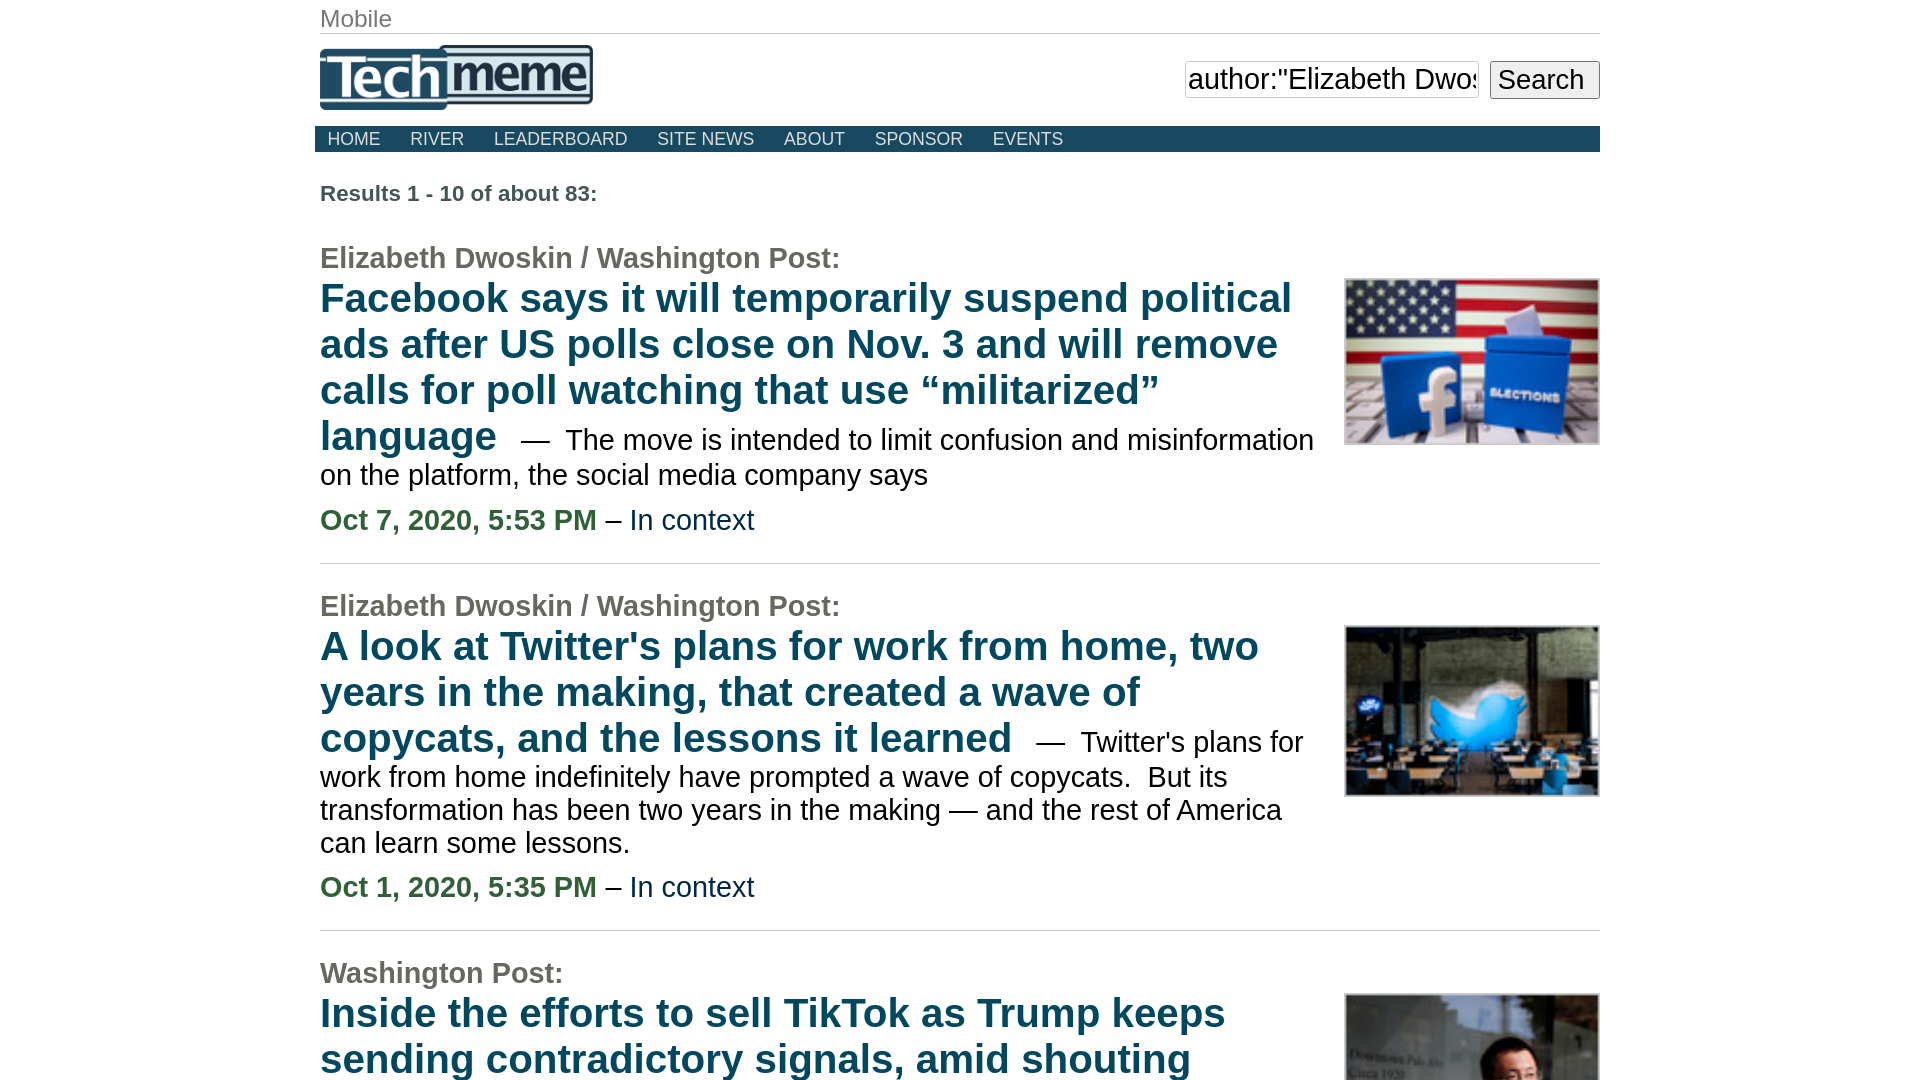 Mobile
Tech meme
author:"Elizabeth Dwos
Search
HOME RIVER LEADERBOARD SITE NEWS ABOUT SPONSOR EVENTS
Results 1 - 10 of about 83:
Elizabeth Dwoskin / Washington Post:
Facebook says it will temporarily suspend political
ads after US polls close on Nov. 3 and will remove
calls for poll watching that use “militarized”
language — The move is intended to limit confusion and misinformation
on the platform, the social media company says
ELECTIONS
Oct 7, 2020, 5:53 PM – In context
Elizabeth Dwoskin / Washington Post:
A look at Twitter's plans for work from home, two
years in the making, that created a wave of
copycats, and the lessons it learned — Twitter's plans for
work from home indefinitely have prompted a wave of copycats. But its
transformation has been two years in the making — and the rest of America
can learn some lessons.
Oct 1, 2020, 5:35 PM – In context
Washington Post:
Inside the efforts to sell TikTok as Trump keeps
sending contradictory signals, amid shouting
Downtown Palo Alto
Circa 1920